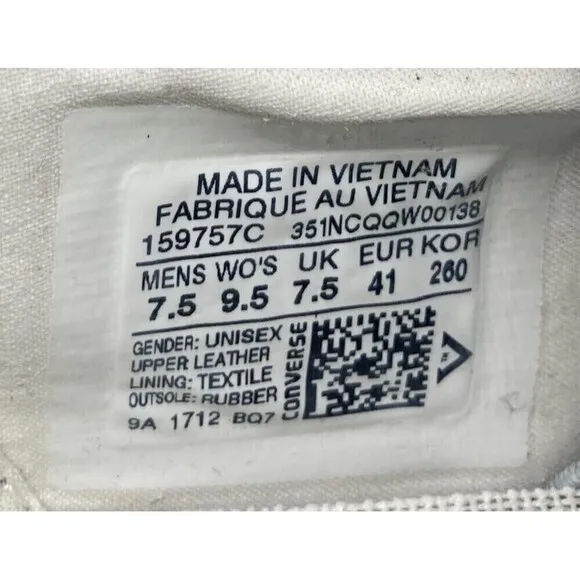 MADE IN VIETNAM
FABRIQUE AU VIETNAM
159757C 351NCQQW00138
MENS WO'S UK EUR KOR
7.5 9.5 7.5 41 260
GENDER: UNISEX
UPPER LEATHER
LINING: TEXTILE
OUTSOLE: RUBBER
9A 1712 BQ7
CONVERSE